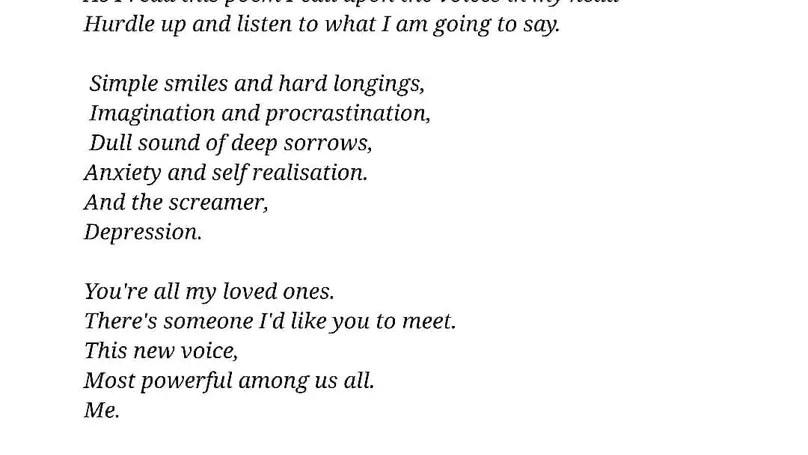 Hurdle up and listen to what I am going to say.
Simple smiles and hard longings,
Imagination and procrastination,
Dull sound of deep sorrows,
Anxiety and self realisation.
And the screamer,
Depression.
You're all my loved ones.
There's someone I'd like you to meet.
This new voice,
Most powerful among us all.
Me.